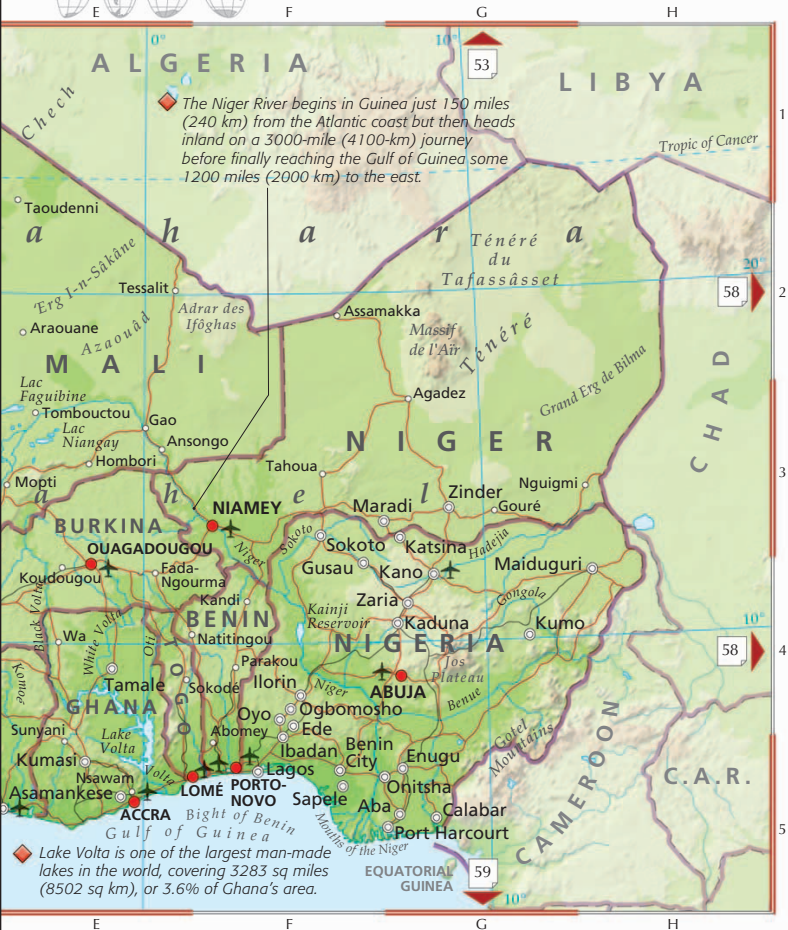 E F G H
0° 10°
ALGERIA
53
LIBYA
Chech
The Niger River begins in Guinea just 150 miles
(240 km) from the Atlantic coast but then heads
inland on a 3000-mile (4100-km) journey
before finally reaching the Gulf of Guinea some
1200 miles (2000 km) to the east.
1
Tropic of Cancer
Taoudenni
a h a r a
Ténéré
du
Tafassâsset
'Erg I-n-Sâkâne
20°
58
2
Tessalit
Adrar des
Ifôghas
Assamakka
Araouane
Azaouâd
Massif
de l'Aïr
Ténéré
MALI
Grand Erg de Bilma
CHAD
Lac
Faguibine
Agadez
Tombouctou
Gao
Lac
Niangay
Ansongo
NIGER
Hombori
Tahoua
3
Mopti
Nguigmi
a h e l
Zinder
NIAMEY
Maradi
Gouré
BURKINA
OUAGADOUGOU
Niger
Sokoto
Sokoto
Katsina
Hadejia
Koudougou
Fada-
Ngourma
Gusau
Kano
Maiduguri
Kandi
Zaria
Gongola
Black Volta
White Volta
BENIN
Kainji
Reservoir
Kaduna
Kumo
10°
Wa
Oti
TOGO
Natitingou
NIGERIA
58
4
Komoé
Parakou
Jos
Plateau
Tamale
Sokodé
Ilorin
Niger
ABUJA
Benue
GHANA
Oyo
Ogbomosho
Sunyani
Lake
Volta
Abomey
Ede
Gotel
Mountains
Kumasi
Ibadan
Benin
City
Enugu
CAMEROON
C.A.R.
Nsawam
Volta
Lagos
Onitsha
Asamankese
LOMÉ
PORTO-
NOVO
Sapele
Aba
Calabar
ACCRA
Bight of Benin
Mouths of the Niger
Port Harcourt
5
Gulf of Guinea
Lake Volta is one of the largest man-made
lakes in the world, covering 3283 sq miles
(8502 sq km), or 3.6% of Ghana's area.
EQUATORIAL
GUINEA
59
10°
E F G H